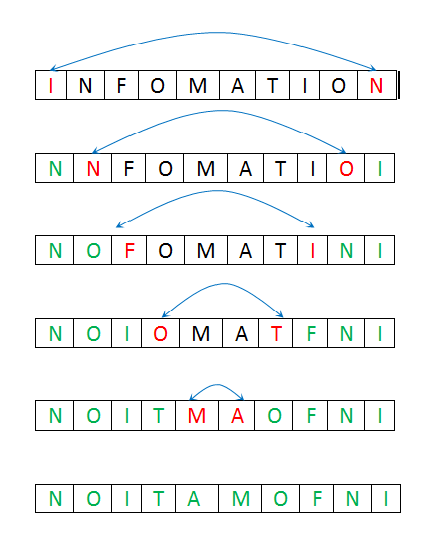 I N F O M A T I O N
N N F O M A T I O I
N O F O M A T I N I
N O I O M A T F N I
N O I T M A O F N I
N O I T A M O F N I